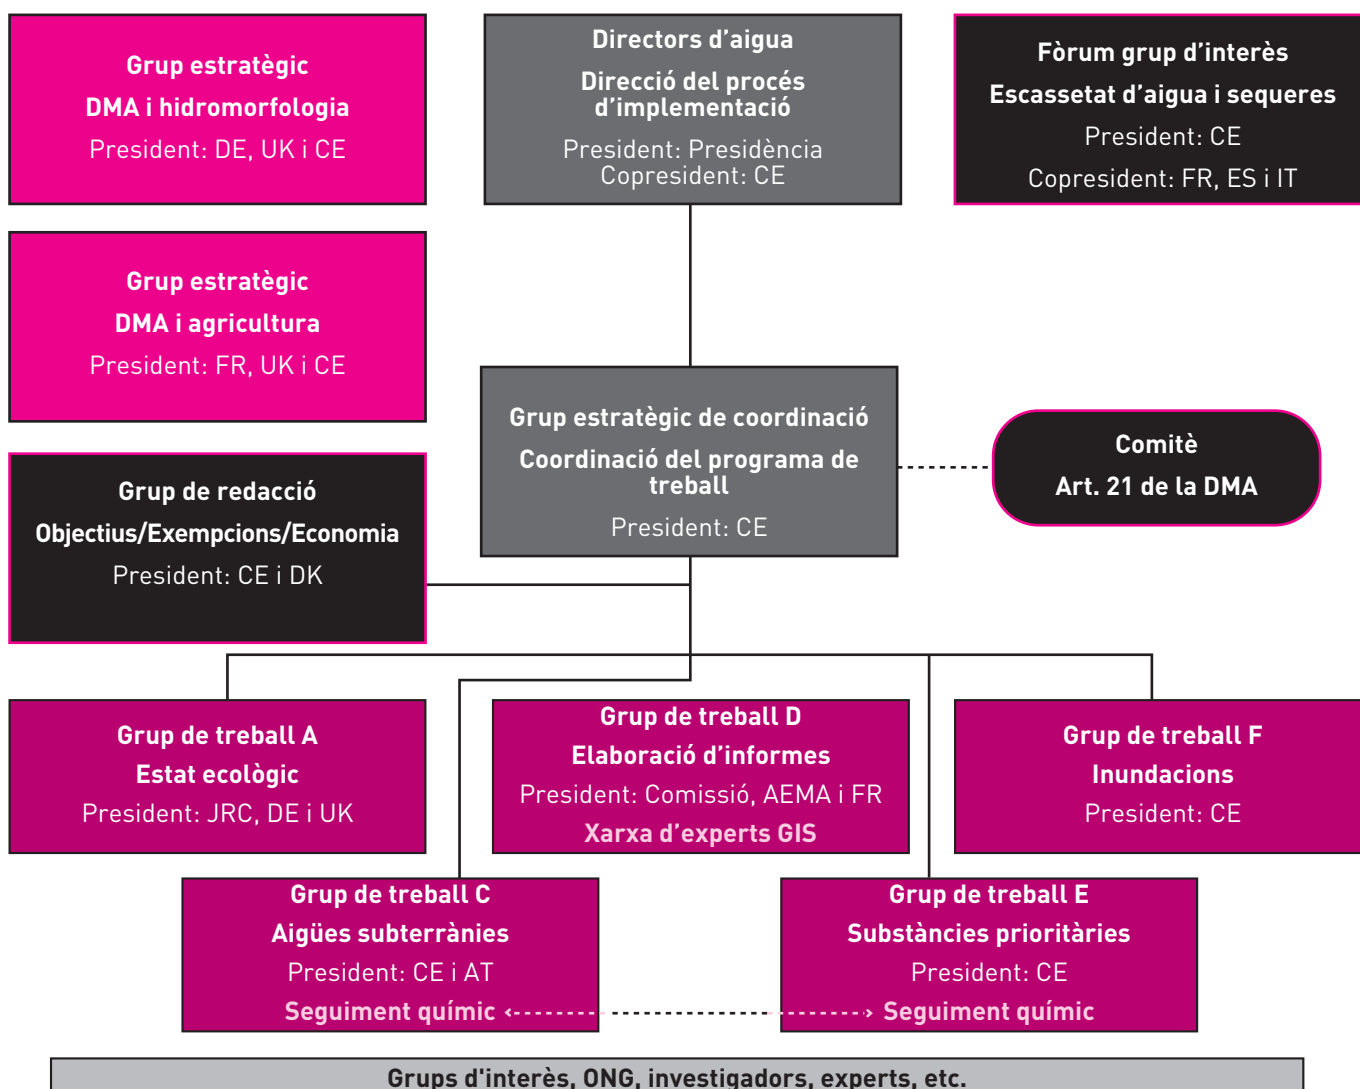 Grup estratègic
DMA i hidromorfologia
President: DE, UK i CE
Directors d’aigua
Direcció del procés
d’implementació
President: Presidència
Copresident: CE
Fòrum grup d’interès
Escassetat d’aigua i sequeres
President: CE
Copresident: FR, ES i IT
Grup estratègic
DMA i agricultura
President: FR, UK i CE
Grup estratègic de coordinació
Coordinació del programa de
treball
President: CE
Comitè
Art. 21 de la DMA
Grup de redacció
Objectius/Exempcions/Economia
President: CE i DK
Grup de treball A
Estat ecològic
President: JRC, DE i UK
Grup de treball D
Elaboració d’informes
President: Comissió, AEMA i FR
Xarxa d’experts GIS
Grup de treball F
Inundacions
President: CE
Grup de treball C
Aigües subterrànies
President: CE i AT
Seguiment químic
Grup de treball E
Substàncies prioritàries
President: CE
Seguiment químic
Grups d'interès, ONG, investigadors, experts, etc.